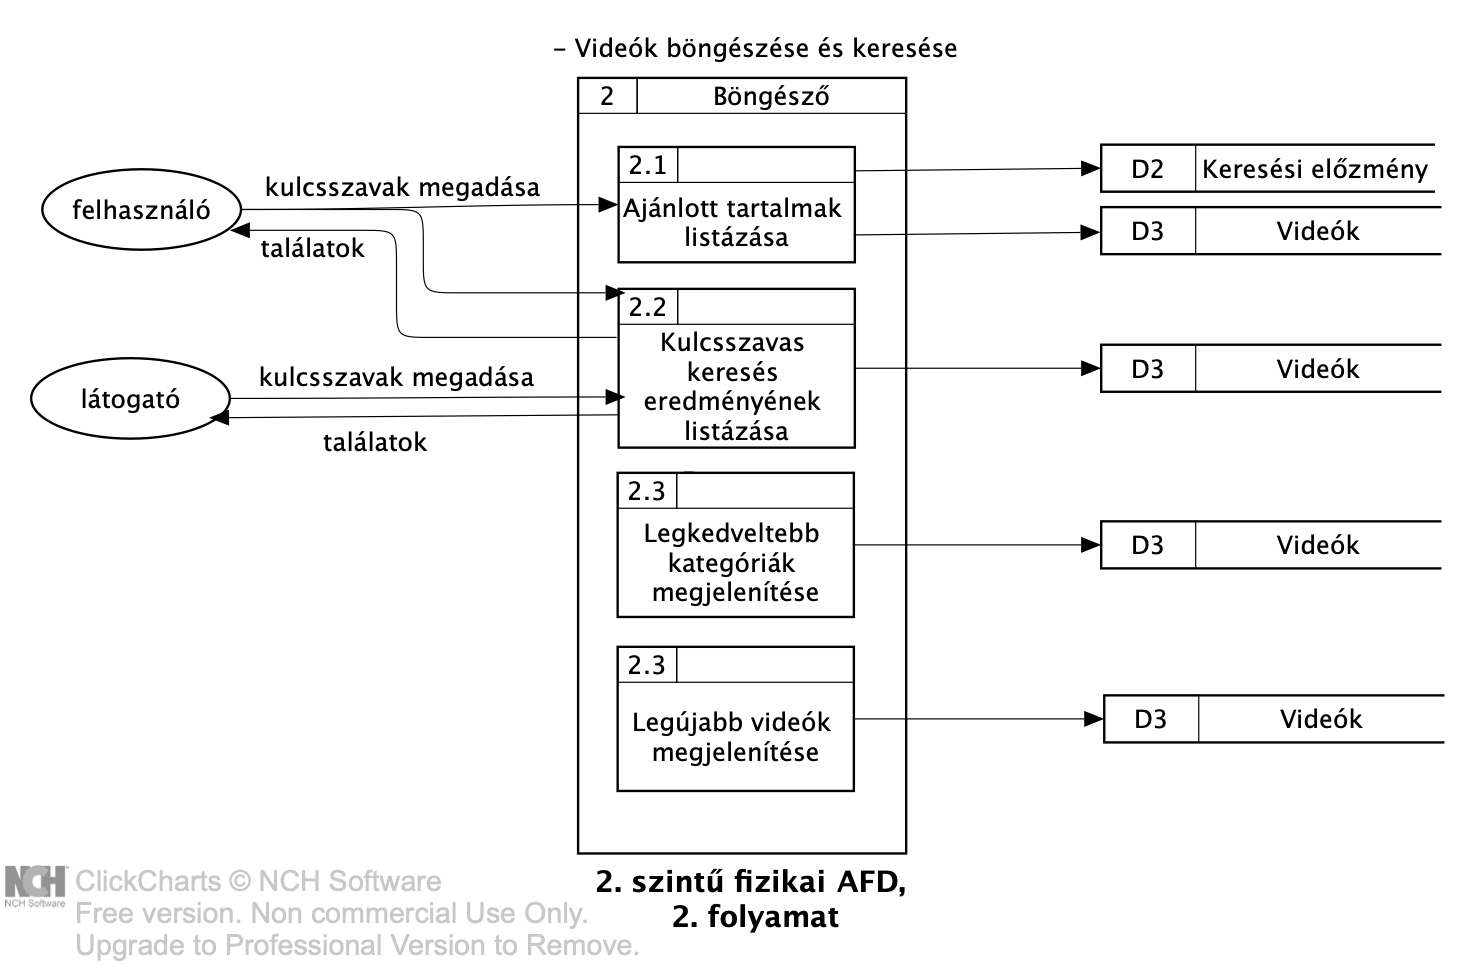 – Videók böngészése és keresése
2 Böngésző
2.1
Ajánlott tartalmak
listázása
D2 Keresési előzmény
D3 Videók
felhasználó
kulcsszavak megadása
találatok
2.2
Kulcsszavas
keresés
eredményének
listázása
D3 Videók
látogató
kulcsszavak megadása
találatok
2.3
Legkedveltebb
kategóriák
megjelenítése
D3 Videók
2.3
Legújabb videók
megjelenítése
D3 Videók
2. szintű fizikai AFD,
2. folyamat
NCH
NCH Software
ClickCharts © NCH Software
Free version. Non commercial Use Only.
Upgrade to Professional Version to Remove.